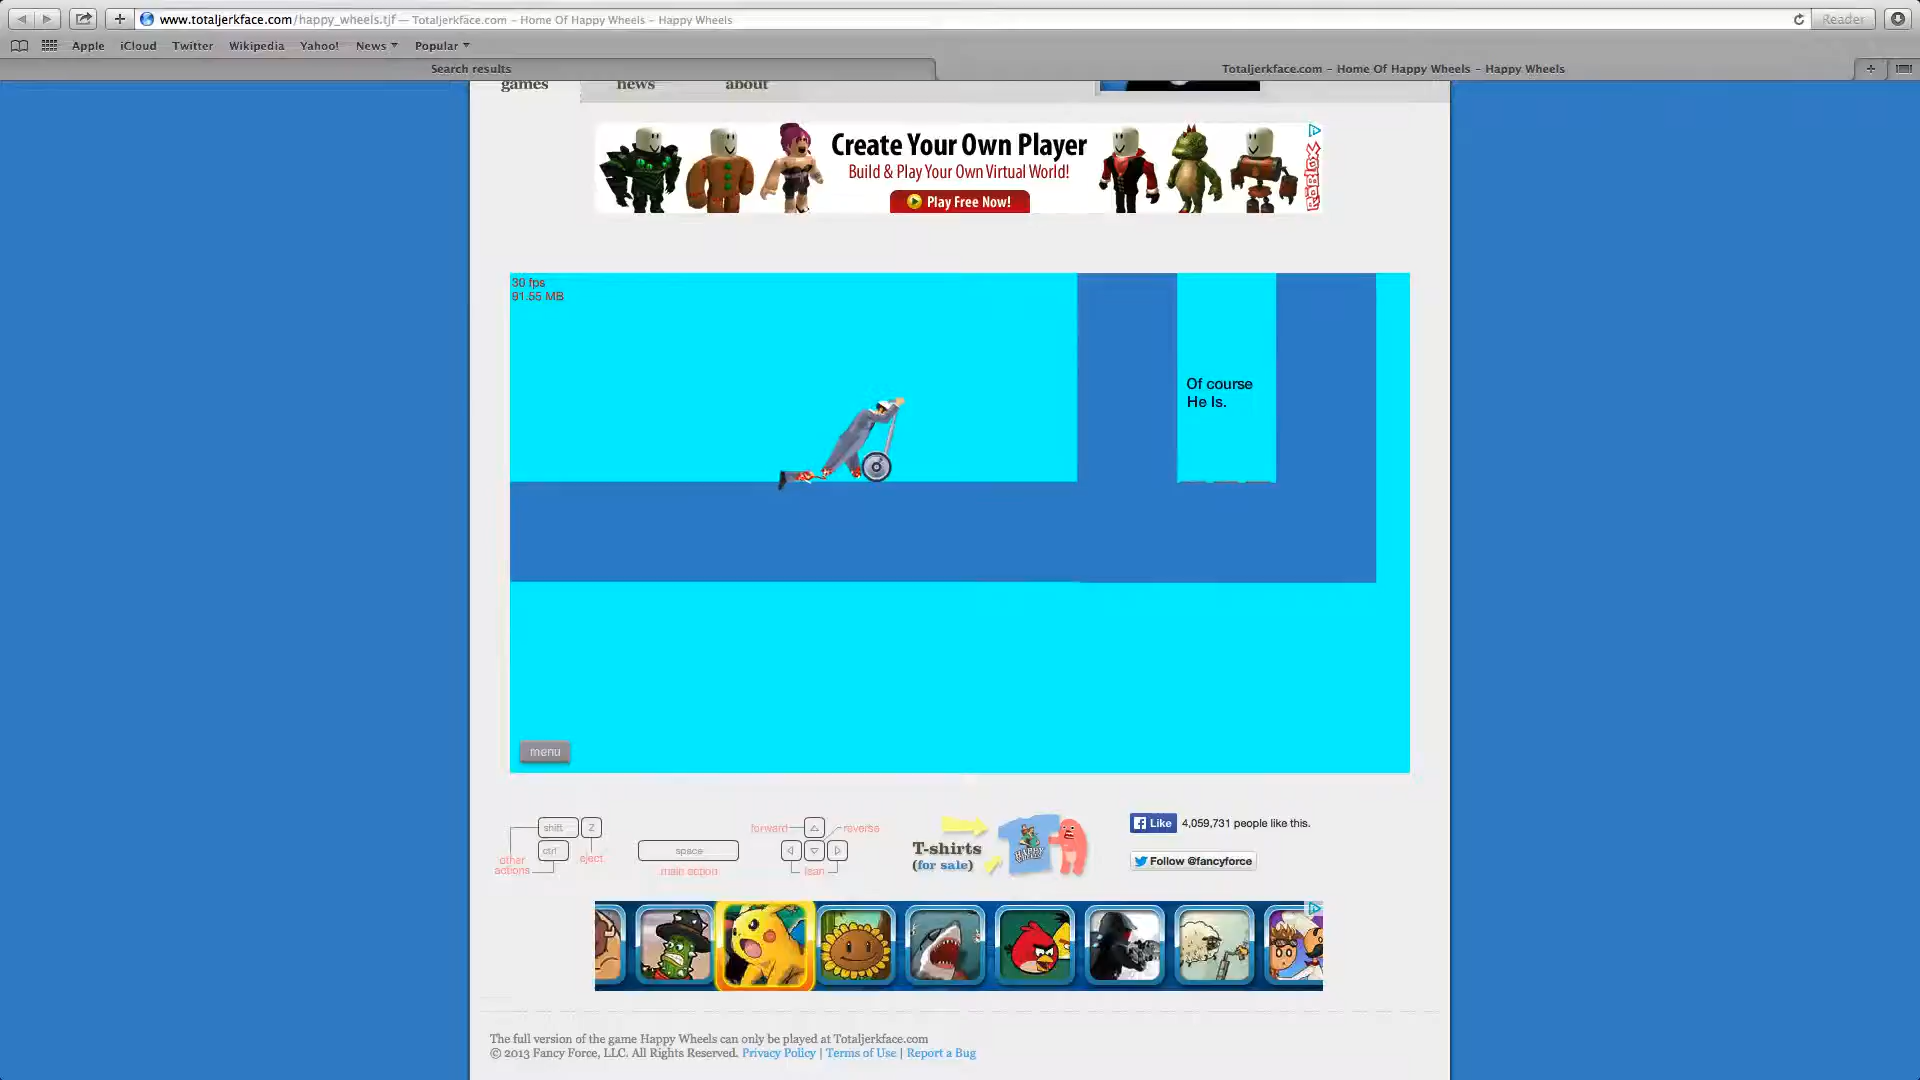 www.totaljerkface.com/happy_wheels.tjf — Totaljerkface.com – Home Of Happy Wheels – Happy Wheels
Reader
Apple iCloud Twitter Wikipedia Yahoo! News Popular
Search results
Totaljerkface.com – Home Of Happy Wheels – Happy Wheels
games news about
Create Your Own Player
Build & Play Your Own Virtual World!
Play Free Now!
ROBLOX
30 fps
91.55 MB
Of course
He Is.
menu
shift Z
ctrl
other
actions
eject
space
main action
forward reverse
lean
T-shirts
(for sale)
HAPPY
WHEELS
Like 4,059,731 people like this.
Follow @fancyforce
The full version of the game Happy Wheels can only be played at Totaljerkface.com
© 2013 Fancy Force, LLC. All Rights Reserved. Privacy Policy | Terms of Use | Report a Bug